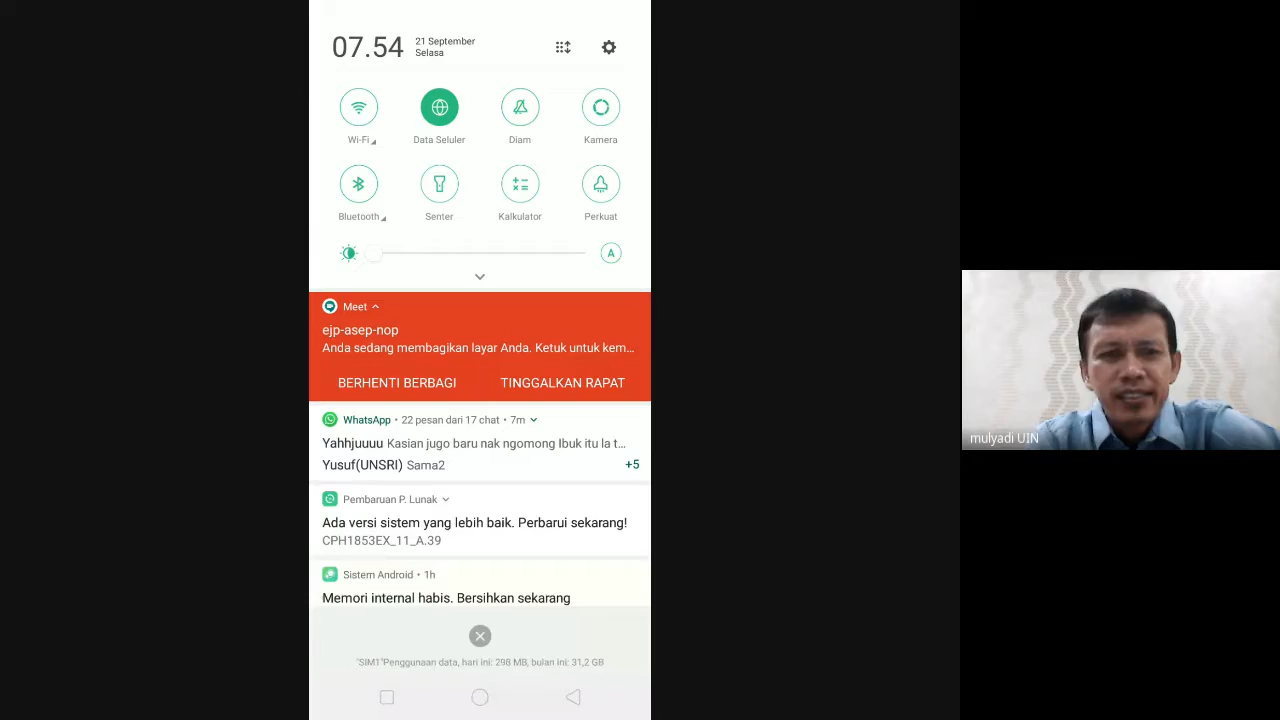 07.54
21 September
Selasa
Wi-Fi
Data Seluler
Diam
Kamera
Bluetooth
Senter
Kalkulator
Perkuat
A
Meet
ejp-asep-nop
Anda sedang membagikan layar Anda. Ketuk untuk kem...
BERHENTI BERBAGI
TINGGALKAN RAPAT
WhatsApp • 22 pesan dari 17 chat • 7m
Yahhjuuuu Kasian jugo baru nak ngomong Ibuk itu la t...
Yusuf(UNSRI) Sama2
+5
Pembaruan P. Lunak
Ada versi sistem yang lebih baik. Perbarui sekarang!
CPH1853EX_11_A.39
Sistem Android • 1h
Memori internal habis. Bersihkan sekarang
"SIM1"Penggunaan data, hari ini: 298 MB, bulan ini: 31,2 GB
mulyadi UIN